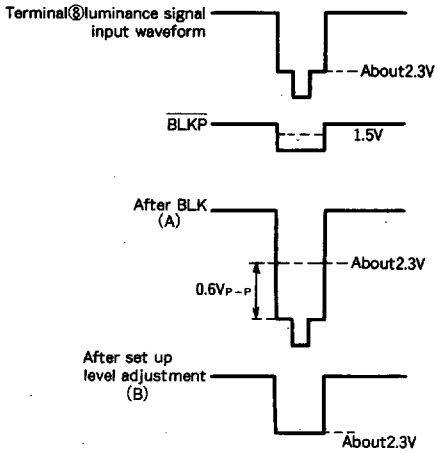 Terminal⑧luminance signal
input waveform
About2.3V
BLKP
1.5V
After BLK
(A)
About2.3V
0.6VP-P
After set up
level adjustment
(B)
About2.3V